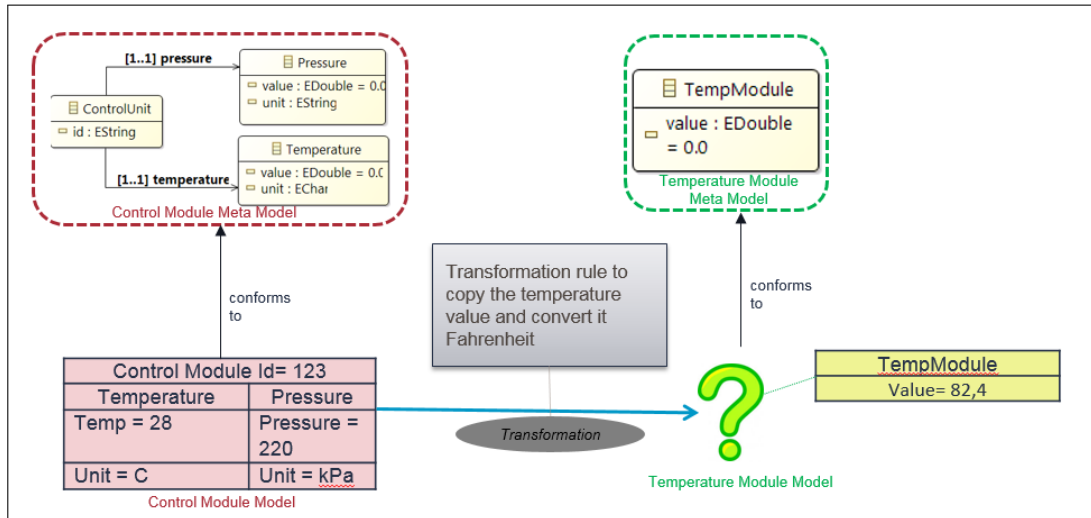 [1..1] pressure
Pressure
value : EDouble = 0.0
unit : EString
ControlUnit
id : EString
Temperature
value : EDouble = 0.0
unit : EChar
[1..1] temperature
Control Module Meta Model
TempModule
value : EDouble
= 0.0
Temperature Module
Meta Model
conforms
to
Transformation rule to
copy the temperature
value and convert it
Fahrenheit
conforms
to
Control Module Id= 123
Temperature
Pressure
Temp = 28
Pressure =
220
Unit = C
Unit = kPa
Control Module Model
Transformation
Temperature Module Model
TempModule
Value= 82,4